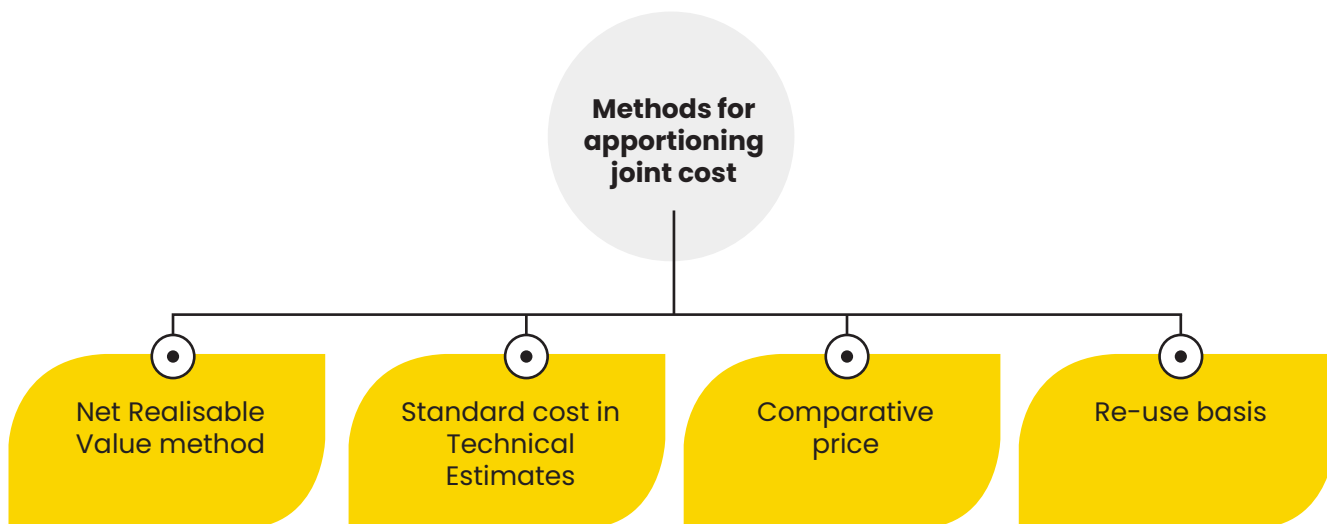 Methods for
apportioning
joint cost
Net Realisable
Value method
Standard cost in
Technical
Estimates
Comparative
price
Re-use basis